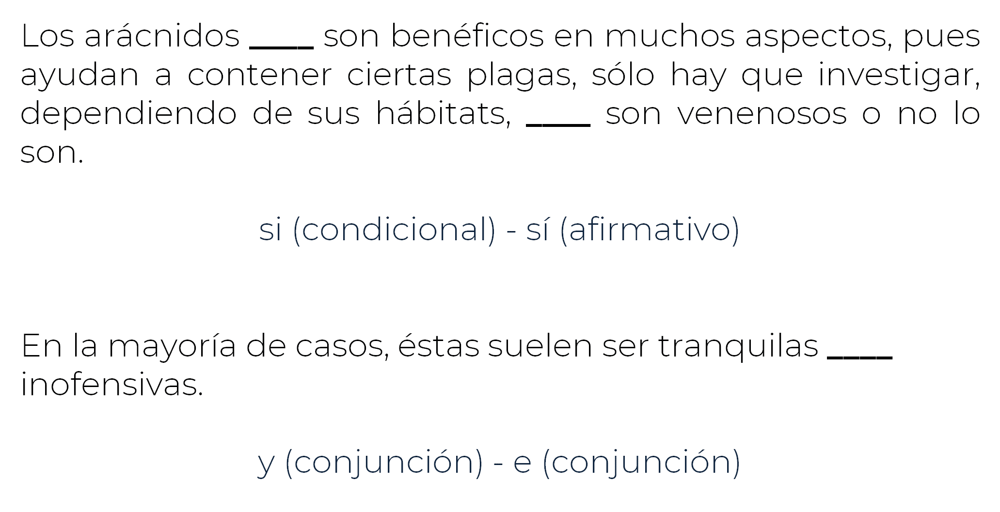 Los arácnidos ____ son benéficos en muchos aspectos, pues
ayudan a contener ciertas plagas, sólo hay que investigar,
dependiendo de sus hábitats, ____ son venenosos o no lo
son.
si (condicional) - sí (afirmativo)
En la mayoría de casos, éstas suelen ser tranquilas ____
inofensivas.
y (conjunción) - e (conjunción)